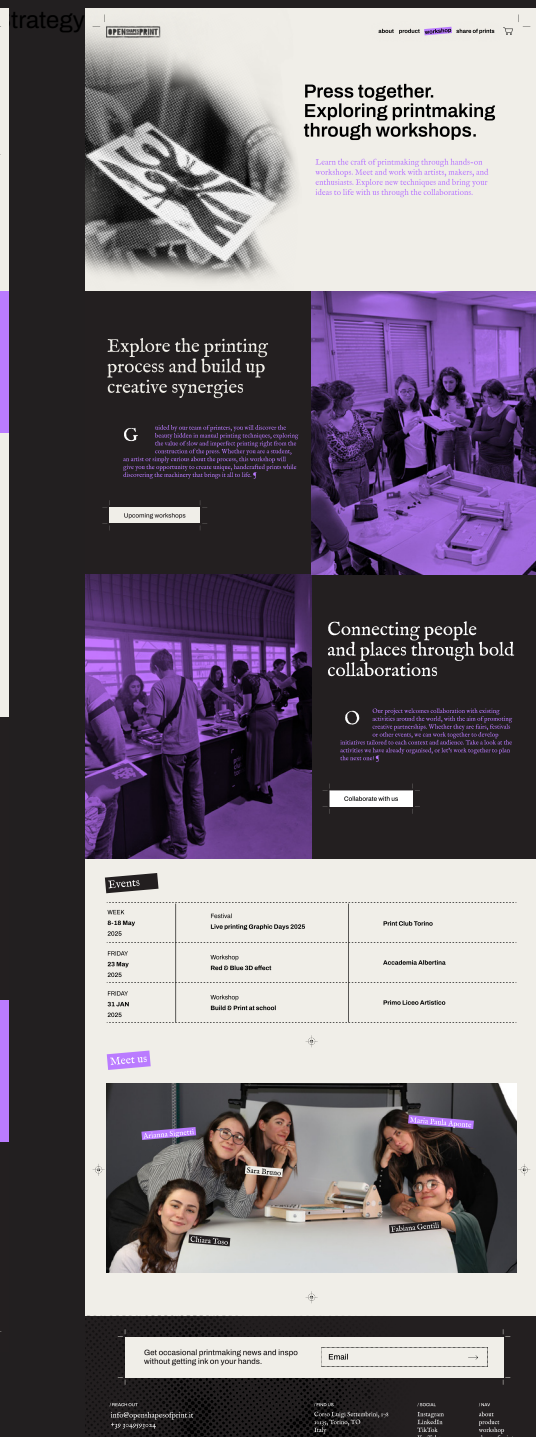 trategy
OPEN SHAPES OF PRINT
about product workshop share of prints
Press together.
Exploring printmaking
through workshops.
Learn the craft of printmaking through hands-on
workshops. Meet and work with artists, makers, and
enthusiasts. Explore new techniques and bring your
ideas to life with us through the collaborations.
Explore the printing
process and build up
creative synergies
Guided by our team of printers, you will discover the
beauty hidden in manual printing techniques, exploring
the value of slow and imperfect printing right from the
construction of the press. Whether you are a student,
an artist or simply curious about the process, this workshop will
give you the opportunity to create unique, handcrafted prints while
discovering the machinery that brings it all to life. ¶
Upcoming workshops
Connecting people
and places through bold
collaborations
Our project welcomes collaboration with existing
activities around the world, with the aim of promoting
creative partnerships. Whether they are fairs, festivals
or other events, we can work together to develop
initiatives tailored to each context and audience. Take a look at the
activities we have already organised, or let's work together to plan
the next one! ¶
Collaborate with us
Events
WEEK
8-18 May
2025
Festival
Live printing Graphic Days 2025
Print Club Torino
FRIDAY
23 May
2025
Workshop
Red & Blue 3D effect
Accademia Albertina
FRIDAY
31 JAN
2025
Workshop
Build & Print at school
Primo Liceo Artistico
Meet us
Arianna Signetti
Maria Paula Aponte
Sara Bruno
Fabiana Gentili
Chiara Toso
Get occasional printmaking news and inspo
without getting ink on your hands.
Email
/ REACH OUT
info@openshapesofprint.it
+39 3049593024
/ FIND US
Corso Luigi Settembrini, 178
10135, Torino, TO
Italy
/ SOCIAL
Instagram
LinkedIn
TikTok
/ NAV
about
product
workshop